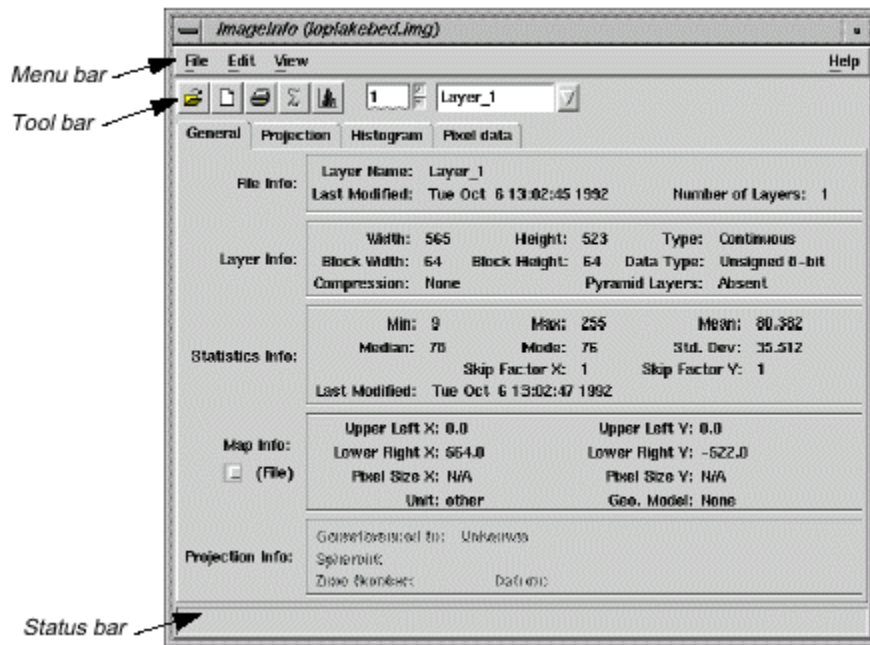 ImageInfo (loplakebed.img)
Menu bar
File Edit View Help
Tool bar
1 Layer_1
General Projection Histogram Pixel data
File Info:
Layer Name: Layer_1
Last Modified: Tue Oct 6 13:02:45 1992 Number of Layers: 1
Layer Info:
Width: 565 Height: 523 Type: Continuous
Block Width: 64 Block Height: 64 Data Type: Unsigned 8-bit
Compression: None Pyramid Layers: Absent
Statistics Info:
Min: 9 Max: 255 Mean: 80.382
Median: 78 Mode: 76 Std. Dev: 35.512
Skip Factor X: 1 Skip Factor Y: 1
Last Modified: Tue Oct 6 13:02:47 1992
Map Info:
(File)
Upper Left X: 0.0 Upper Left Y: 0.0
Lower Right X: 564.0 Lower Right Y: -522.0
Pixel Size X: N/A Pixel Size Y: N/A
Unit: other Geo. Model: None
Projection Info:
Georeferenced to: Unknown
Spheroid:
Zone Number: Datum:
Status bar